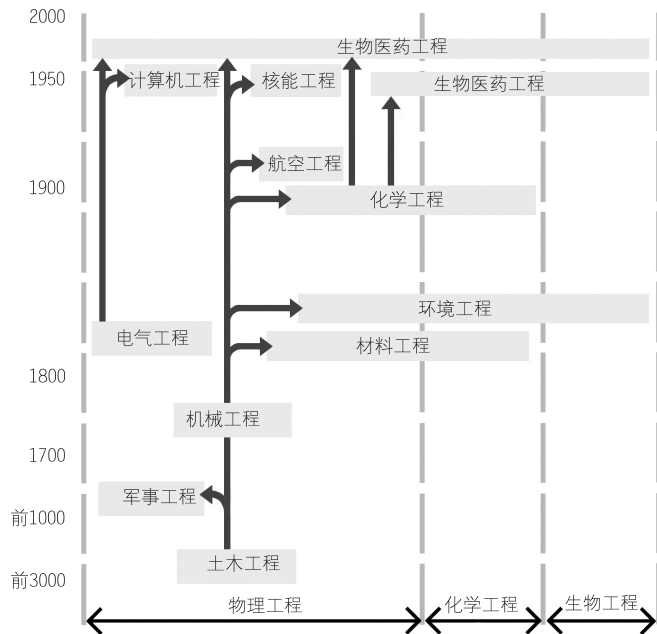 2000
生物医药工程
1950
计算机工程
核能工程
生物医药工程
航空工程
1900
化学工程
环境工程
电气工程
材料工程
1800
机械工程
1700
军事工程
前1000
土木工程
前3000
物理工程
化学工程
生物工程